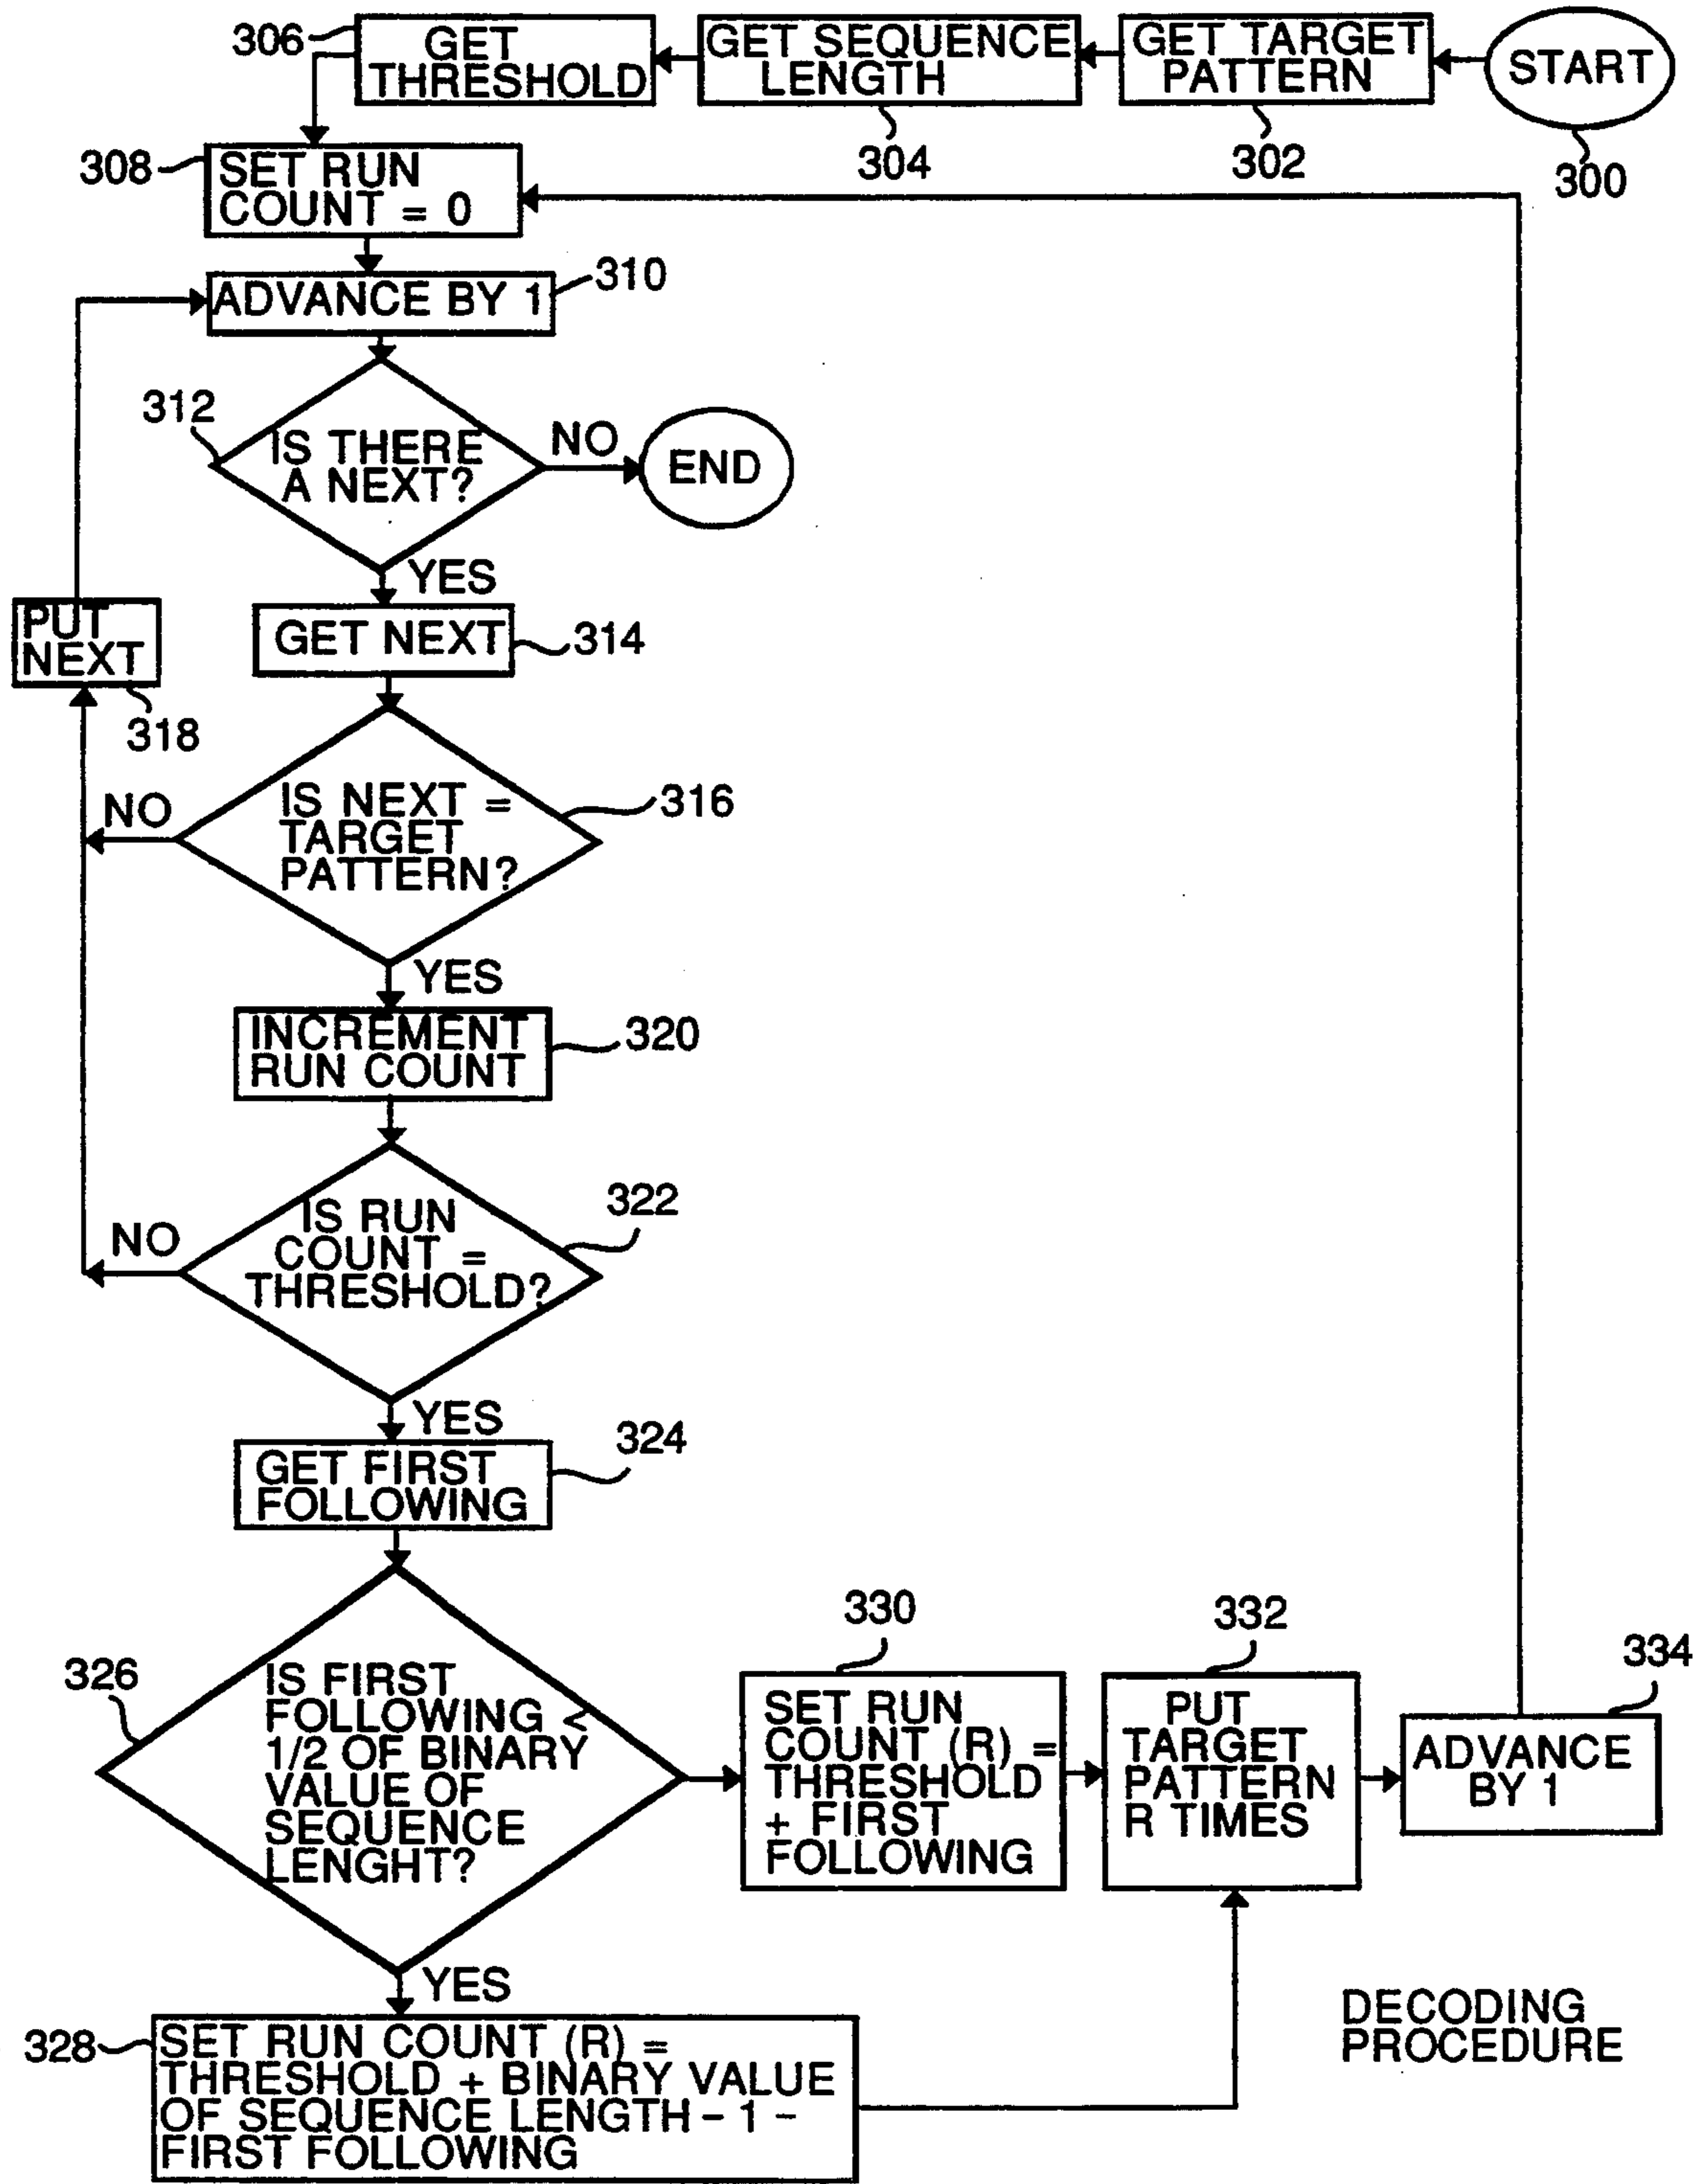 START
300
GET TARGET
PATTERN
302
GET SEQUENCE
LENGTH
304
306
GET
THRESHOLD
308
SET RUN
COUNT = 0
ADVANCE BY 1
310
312
IS THERE
A NEXT?
NO
END
YES
GET NEXT
314
PUT
NEXT
318
IS NEXT =
TARGET
PATTERN?
316
NO
YES
INCREMENT
RUN COUNT
320
IS RUN
COUNT =
THRESHOLD?
322
NO
YES
GET FIRST
FOLLOWING
324
326
IS FIRST
FOLLOWING <
1/2 OF BINARY
VALUE OF
SEQUENCE
LENGHT?
YES
328
SET RUN COUNT (R) =
THRESHOLD + BINARY VALUE
OF SEQUENCE LENGTH - 1 -
FIRST FOLLOWING
330
SET RUN
COUNT (R) =
THRESHOLD
+ FIRST
FOLLOWING
332
PUT
TARGET
PATTERN
R TIMES
334
ADVANCE
BY 1
DECODING
PROCEDURE